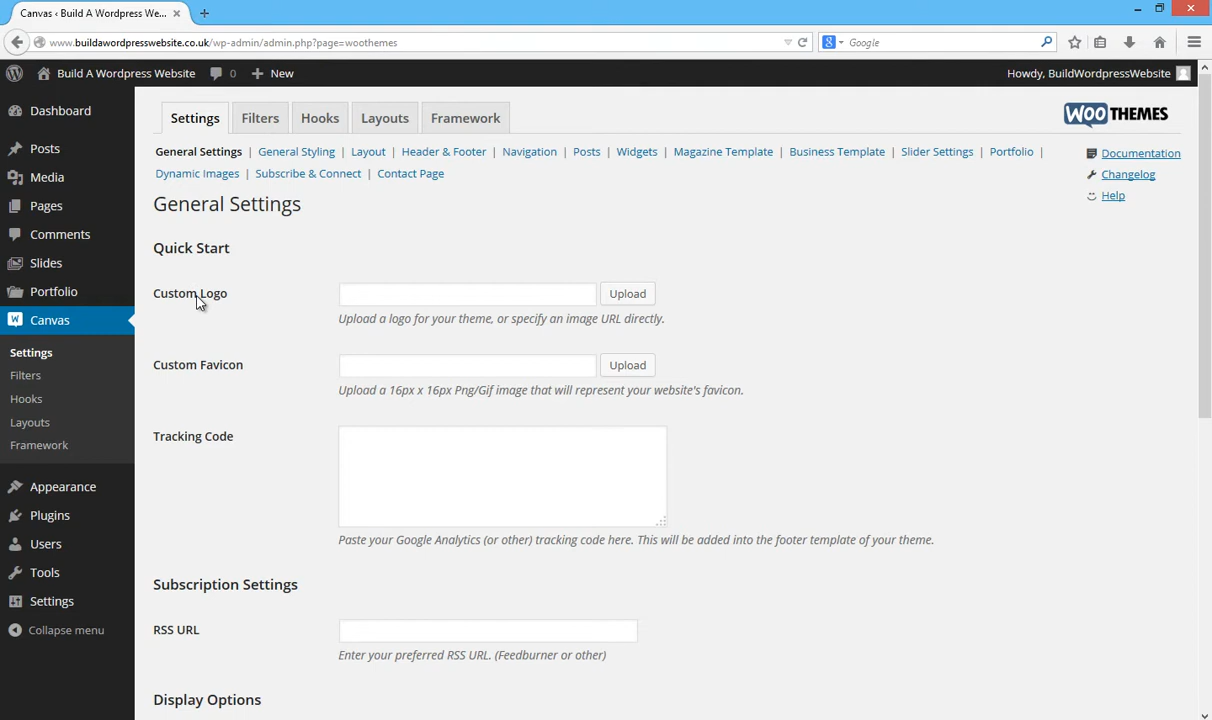 Canvas ‹ Build A Wordpress We...
www.buildawordpresswebsite.co.uk/wp-admin/admin.php?page=woothemes
Google
Build A Wordpress Website 0 New
Howdy, BuildWordpressWebsite
Dashboard
Posts
Media
Pages
Comments
Slides
Portfolio
Canvas
Settings
Filters
Hooks
Layouts
Framework
Appearance
Plugins
Users
Tools
Settings
Collapse menu
Settings Filters Hooks Layouts Framework
WOOTHEMES
General Settings | General Styling | Layout | Header & Footer | Navigation | Posts | Widgets | Magazine Template | Business Template | Slider Settings | Portfolio |
Dynamic Images | Subscribe & Connect | Contact Page
Documentation
Changelog
Help
General Settings
Quick Start
Custom Logo Upload
Upload a logo for your theme, or specify an image URL directly.
Custom Favicon Upload
Upload a 16px x 16px Png/Gif image that will represent your website's favicon.
Tracking Code
Paste your Google Analytics (or other) tracking code here. This will be added into the footer template of your theme.
Subscription Settings
RSS URL
Enter your preferred RSS URL. (Feedburner or other)
Display Options